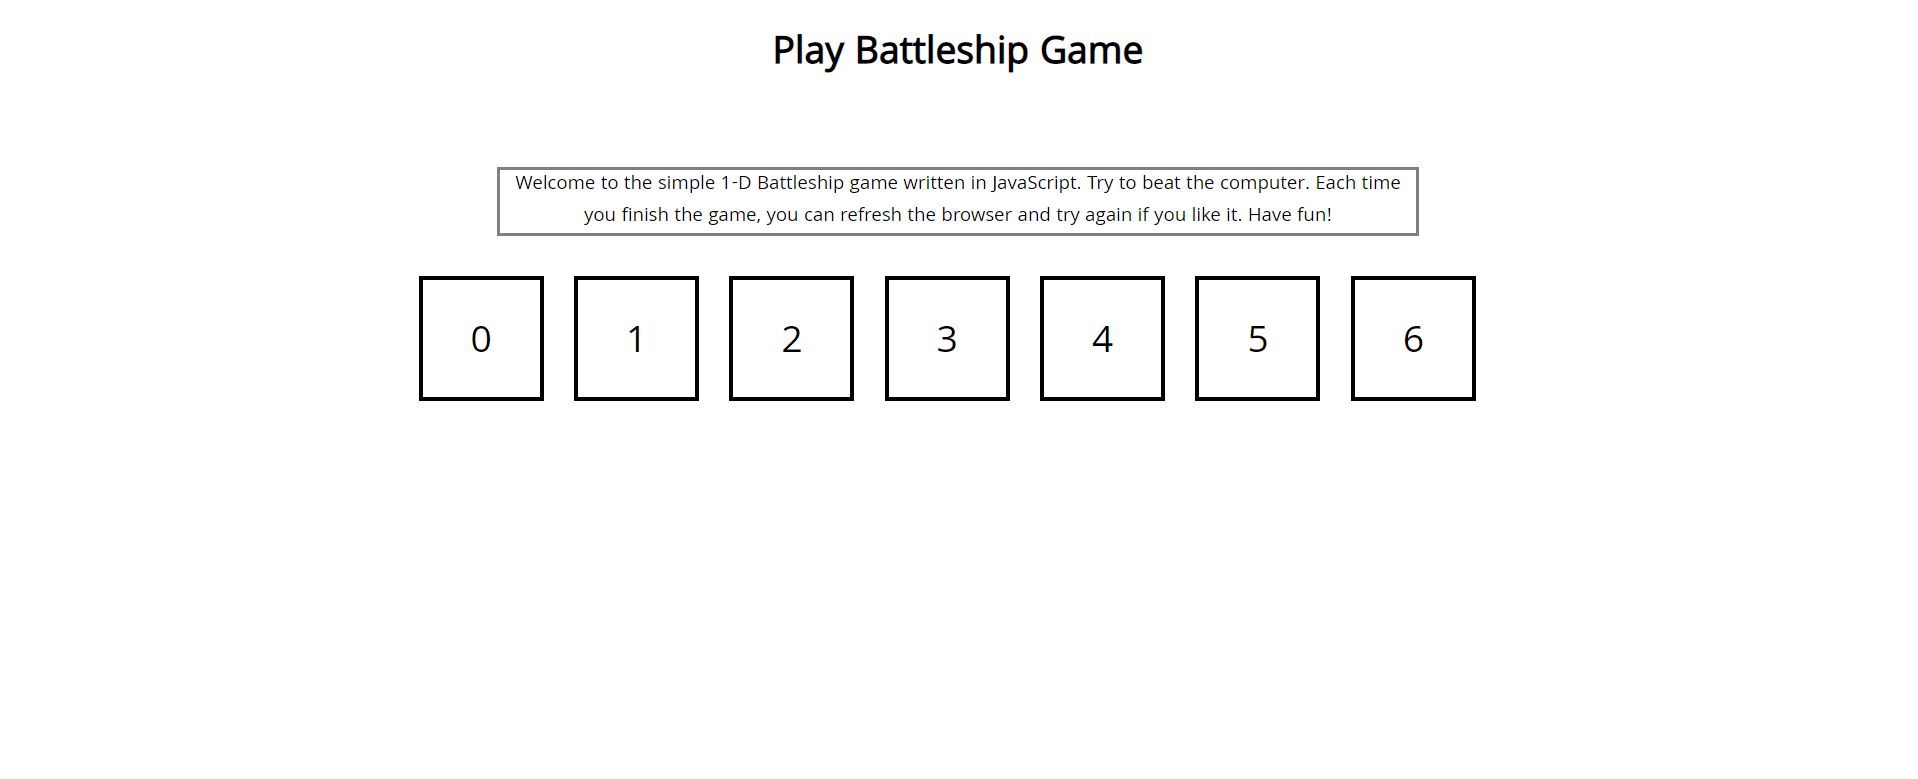 Play Battleship Game
Welcome to the simple 1-D Battleship game written in JavaScript. Try to beat the computer. Each time
you finish the game, you can refresh the browser and try again if you like it. Have fun!
0 1 2 3 4 5 6